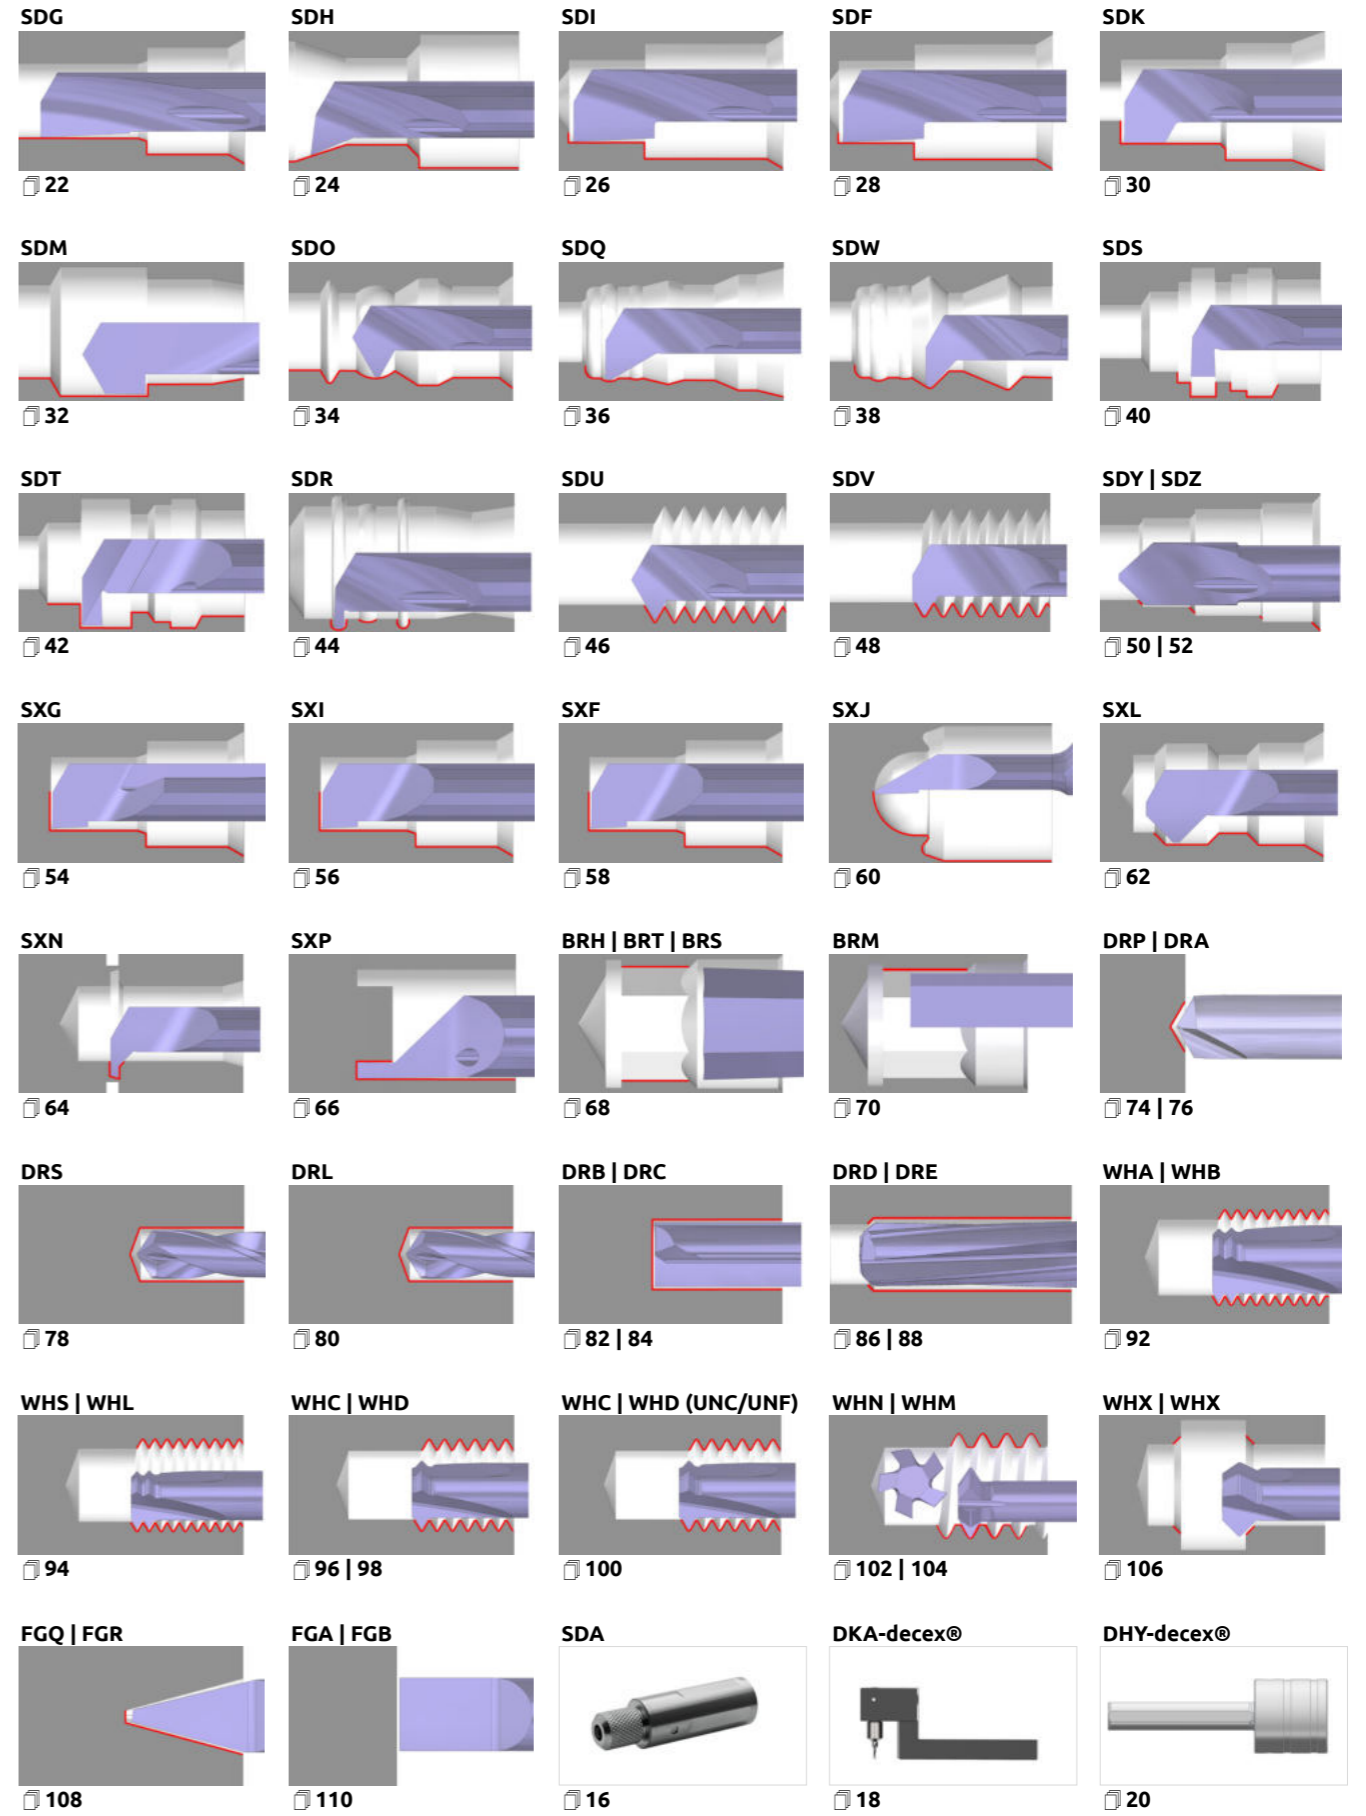 SDG SDH SDI SDF SDK
22 24 26 28 30
SDM SDO SDQ SDW SDS
32 34 36 38 40
SDT SDR SDU SDV SDY | SDZ
42 44 46 48 50 | 52
SXG SXI SXF SXJ SXL
54 56 58 60 62
SXN SXP BRH | BRT | BRS BRM DRP | DRA
64 66 68 70 74 | 76
DRS DRL DRB | DRC DRD | DRE WHA | WHB
78 80 82 | 84 86 | 88 92
WHS | WHL WHC | WHD WHC | WHD (UNC/UNF) WHN | WHM WHX | WHX
94 96 | 98 100 102 | 104 106
FGQ | FGR FGA | FGB SDA DKA-decex® DHY-decex®
108 110 16 18 20